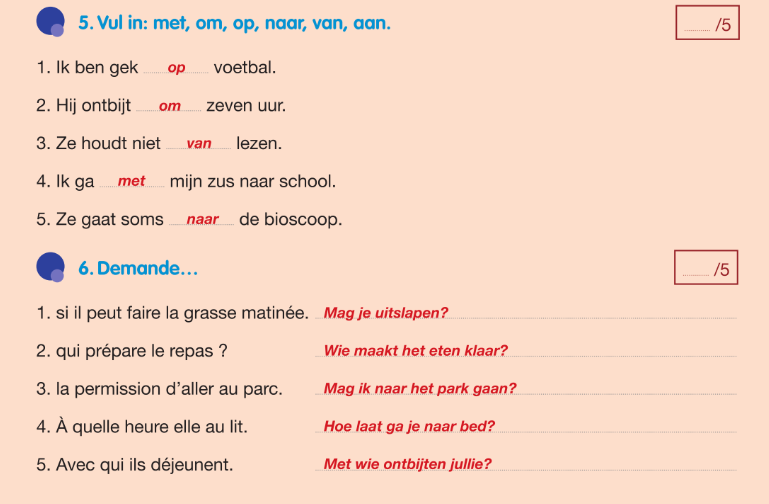 5. Vul in: met, om, op, naar, van, aan.
/5
1. Ik ben gek op voetbal.
2. Hij ontbijt om zeven uur.
3. Ze houdt niet van lezen.
4. Ik ga met mijn zus naar school.
5. Ze gaat soms naar de bioscoop.
6. Demande...
/5
1. si il peut faire la grasse matinée. Mag je uitslapen?
2. qui prépare le repas ? Wie maakt het eten klaar?
3. la permission d'aller au parc. Mag ik naar het park gaan?
4. À quelle heure elle au lit. Hoe laat ga je naar bed?
5. Avec qui ils déjeunent. Met wie ontbijten jullie?